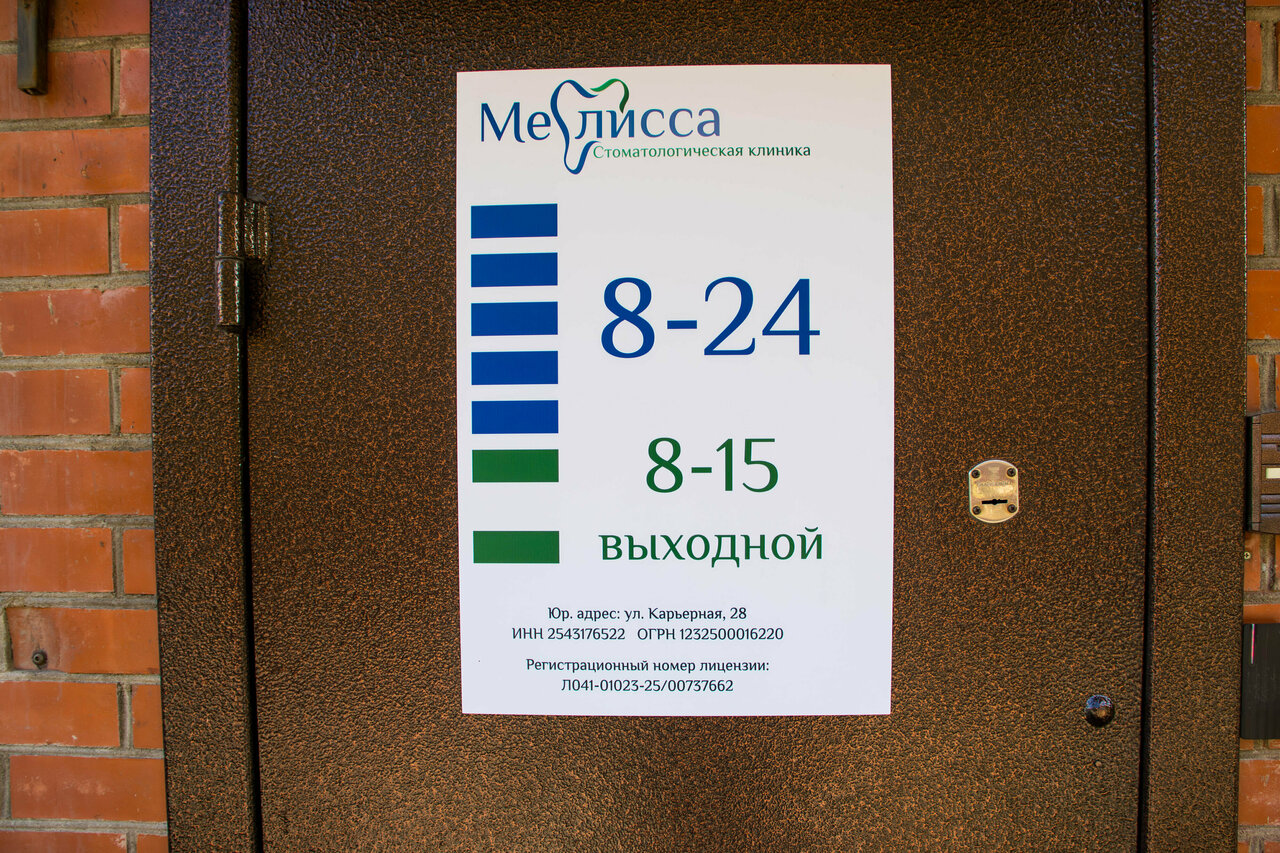 Мелисса
Стоматологическая клиника
8-24
8-15
выходной
Юр. адрес: ул. Карьерная, 28
ИНН 2543176522 ОГРН 1232500016220
Регистрационный номер лицензии:
Л041-01023-25/00737662